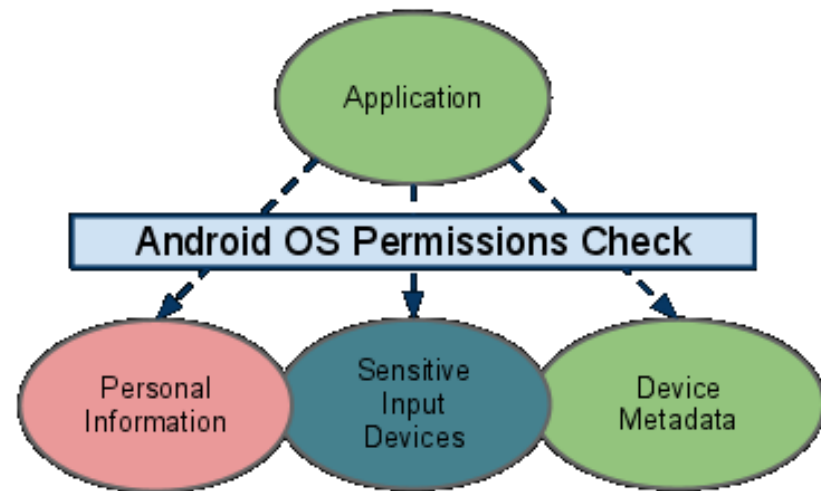 Application
Android OS Permissions Check
Personal
Information
Sensitive
Input
Devices
Device
Metadata